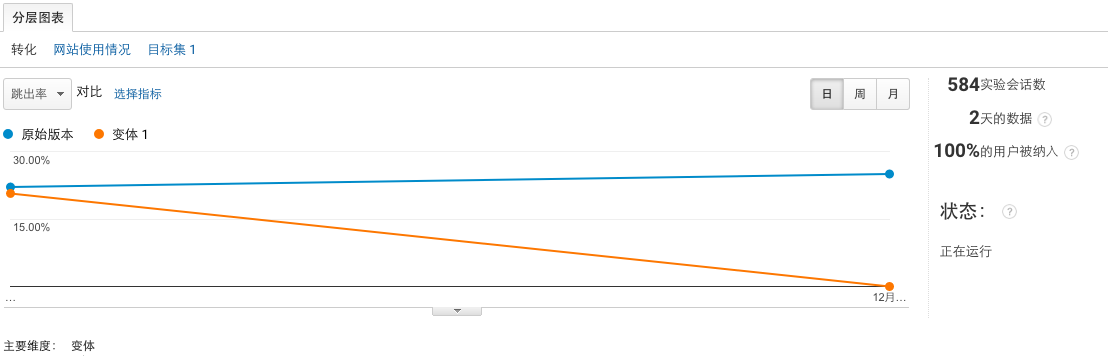 分层图表
转化 网站使用情况 目标集 1
跳出率 对比 选择指标 日 周 月
原始版本 变体 1
30.00%
15.00%
... 12月...
584实验会话数
2天的数据 ?
100%的用户被纳入 ?
状态： ?
正在运行
主要维度： 变体